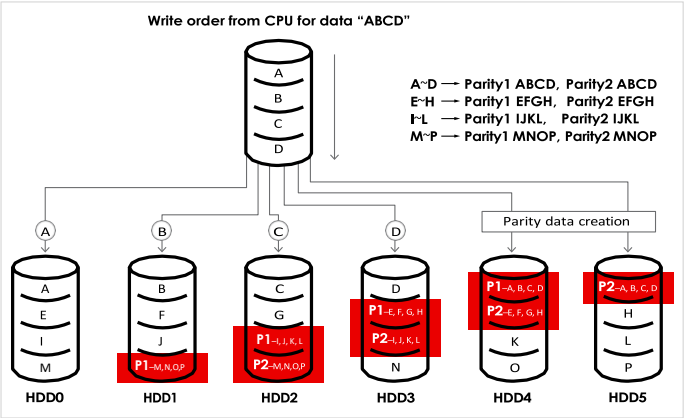 Write order from CPU for data “ABCD”
A
B
C
D
A~D → Parity1 ABCD, Parity2 ABCD
E~H → Parity1 EFGH, Parity2 EFGH
I~L → Parity1 IJKL, Parity2 IJKL
M~P → Parity1 MNOP, Parity2 MNOP
Parity data creation
A
B
C
D
A
E
I
M
HDD0
B
F
J
P1–M,N,O,P
HDD1
C
G
P1–I, J, K, L
P2–M,N,O,P
HDD2
D
P1–E, F, G, H
P2–I, J, K, L
N
HDD3
P1–A, B, C, D
P2–E, F, G, H
K
O
HDD4
P2–A, B, C, D
H
L
P
HDD5